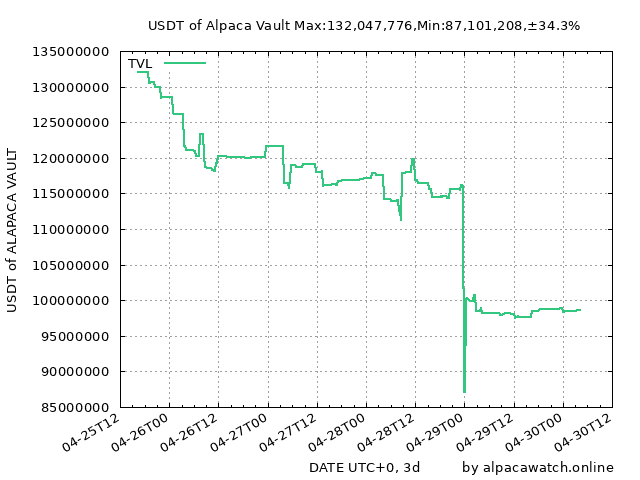 USDT of Alpaca Vault Max:132,047,776,Min:87,101,208,±34.3%
TVL
135000000
130000000
125000000
120000000
115000000
110000000
105000000
100000000
95000000
90000000
85000000
USDT of ALAPACA VAULT
04-25T12
04-26T00
04-26T12
04-27T00
04-27T12
04-28T00
04-28T12
04-29T00
04-29T12
04-30T00
04-30T12
DATE UTC+0, 3d
by alpacawatch.online